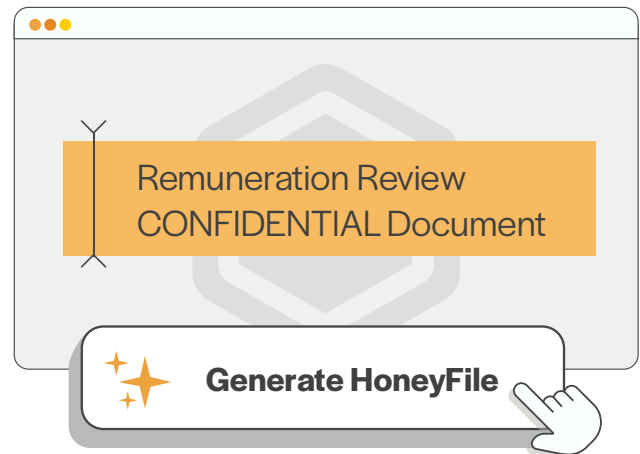 Remuneration Review
CONFIDENTIAL Document
Generate HoneyFile